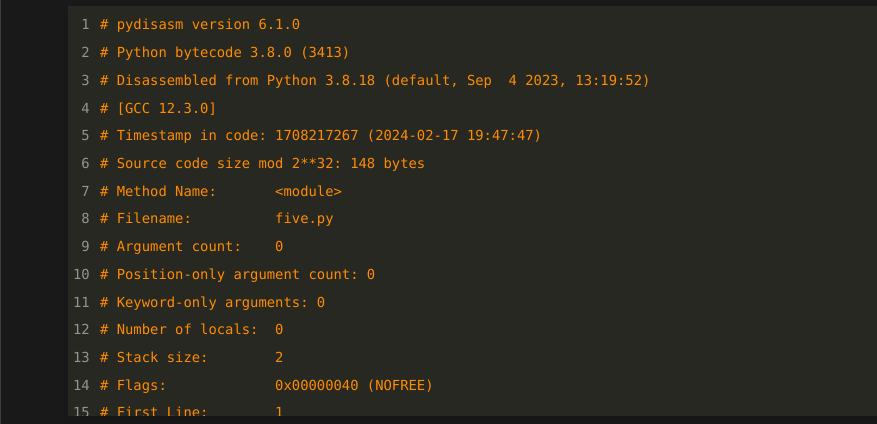 1 # pydisasm version 6.1.0
2 # Python bytecode 3.8.0 (3413)
3 # Disassembled from Python 3.8.18 (default, Sep  4 2023, 13:19:52)
4 # [GCC 12.3.0]
5 # Timestamp in code: 1708217267 (2024-02-17 19:47:47)
6 # Source code size mod 2**32: 148 bytes
7 # Method Name:       <module>
8 # Filename:          five.py
9 # Argument count:    0
10 # Position-only argument count: 0
11 # Keyword-only arguments: 0
12 # Number of locals:  0
13 # Stack size:        2
14 # Flags:             0x00000040 (NOFREE)
15 # First Line:        1